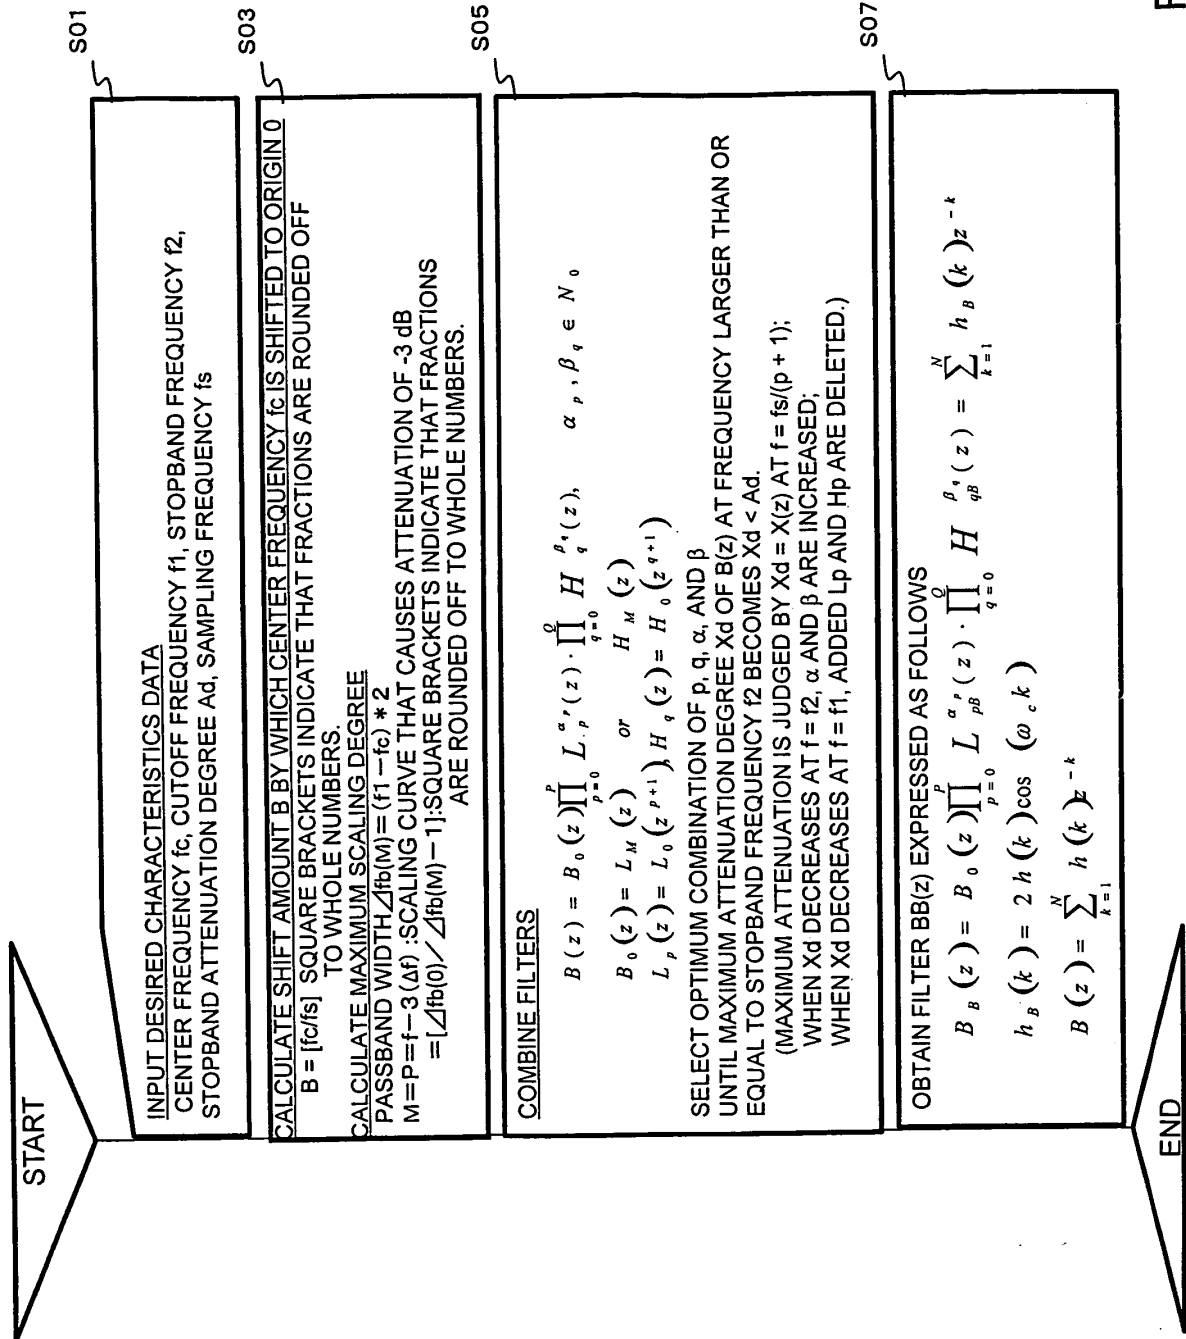 START
S01
INPUT DESIRED CHARACTERISTICS DATA
CENTER FREQUENCY fc, CUTOFF FREQUENCY f1, STOPBAND FREQUENCY f2,
STOPBAND ATTENUATION DEGREE Ad, SAMPLING FREQUENCY fs
S03
CALCULATE SHIFT AMOUNT B BY WHICH CENTER FREQUENCY fc IS SHIFTED TO ORIGIN 0
B = [fc/fs] SQUARE BRACKETS INDICATE THAT FRACTIONS ARE ROUNDED OFF
TO WHOLE NUMBERS.
CALCULATE MAXIMUM SCALING DEGREE
PASSBAND WIDTH⊿fb(M)=(f1−fc)*2
M=P=f−3(Δf) :SCALING CURVE THAT CAUSES ATTENUATION OF -3 dB
=[⊿fb(0)/⊿fb(M)−1]:SQUARE BRACKETS INDICATE THAT FRACTIONS
ARE ROUNDED OFF TO WHOLE NUMBERS.
S05
COMBINE FILTERS
B(z) = B_0(z)∏_{p=0}^{P} L_p^{α_p}(z)·∏_{q=0}^{Q} H_q^{β_q}(z), α_p, β_q ∈ N_0
B_0(z) = L_M(z) or H_M(z)
L_p(z) = L_0(z^{p+1}), H_q(z) = H_0(z^{q+1})
SELECT OPTIMUM COMBINATION OF p, q, α, AND β
UNTIL MAXIMUM ATTENUATION DEGREE Xd OF B(z) AT FREQUENCY LARGER THAN OR
EQUAL TO STOPBAND FREQUENCY f2 BECOMES Xd < Ad.
(MAXIMUM ATTENUATION IS JUDGED BY Xd = X(z) AT f = fs/(p + 1);
WHEN Xd DECREASES AT f = f2, α AND β ARE INCREASED;
WHEN Xd DECREASES AT f = f1, ADDED Lp AND Hp ARE DELETED.)
S07
OBTAIN FILTER BB(z) EXPRESSED AS FOLLOWS
B_B(z) = B_0(z)∏_{p=0}^{P} L_{pB}^{α_p}(z)·∏_{q=0}^{Q} H_{qB}^{β_q}(z) = ∑_{k=1}^{N} h_B(k)z^{-k}
h_B(k) = 2h(k)cos(ω_c k)
B(z) = ∑_{k=1}^{N} h(k)z^{-k}
END